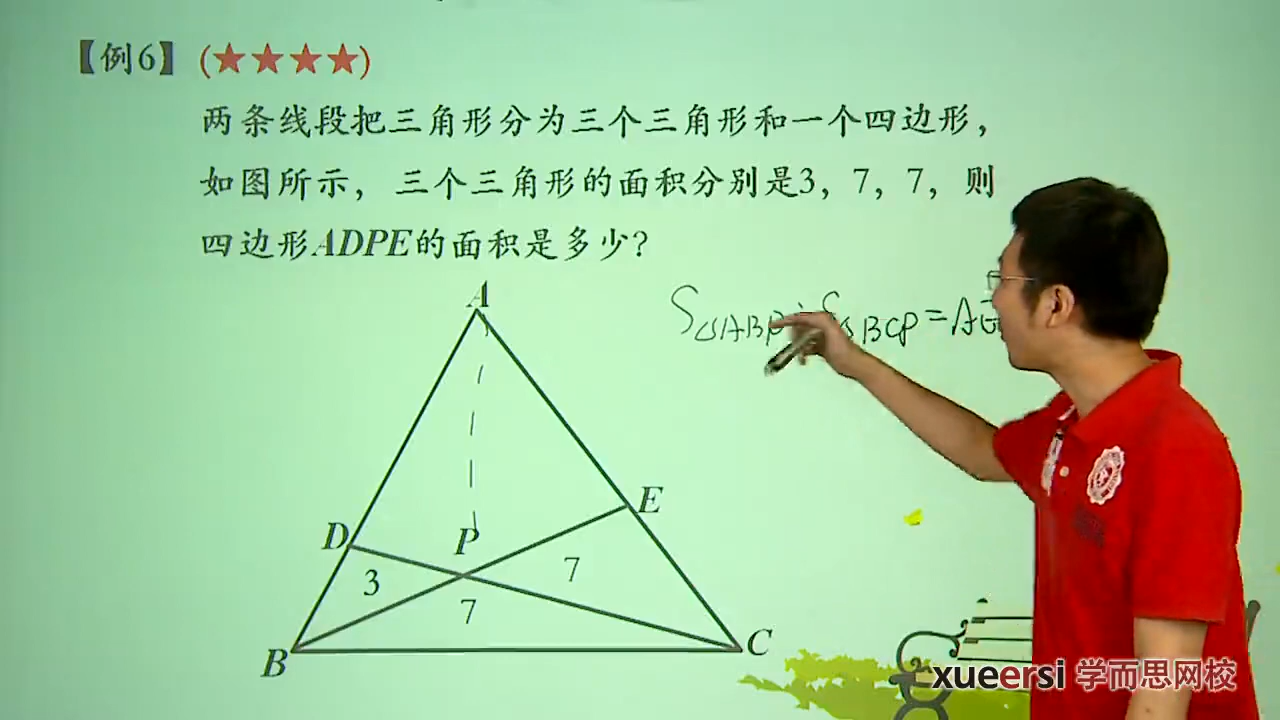 【例6】(★★★★)
两条线段把三角形分为三个三角形和一个四边形，
如图所示，三个三角形的面积分别是3，7，7，则
四边形ADPE的面积是多少？
A
S△ABP : S△BCP = AE
E
D
P
3
7
7
B
C
xueersi 学而思网校